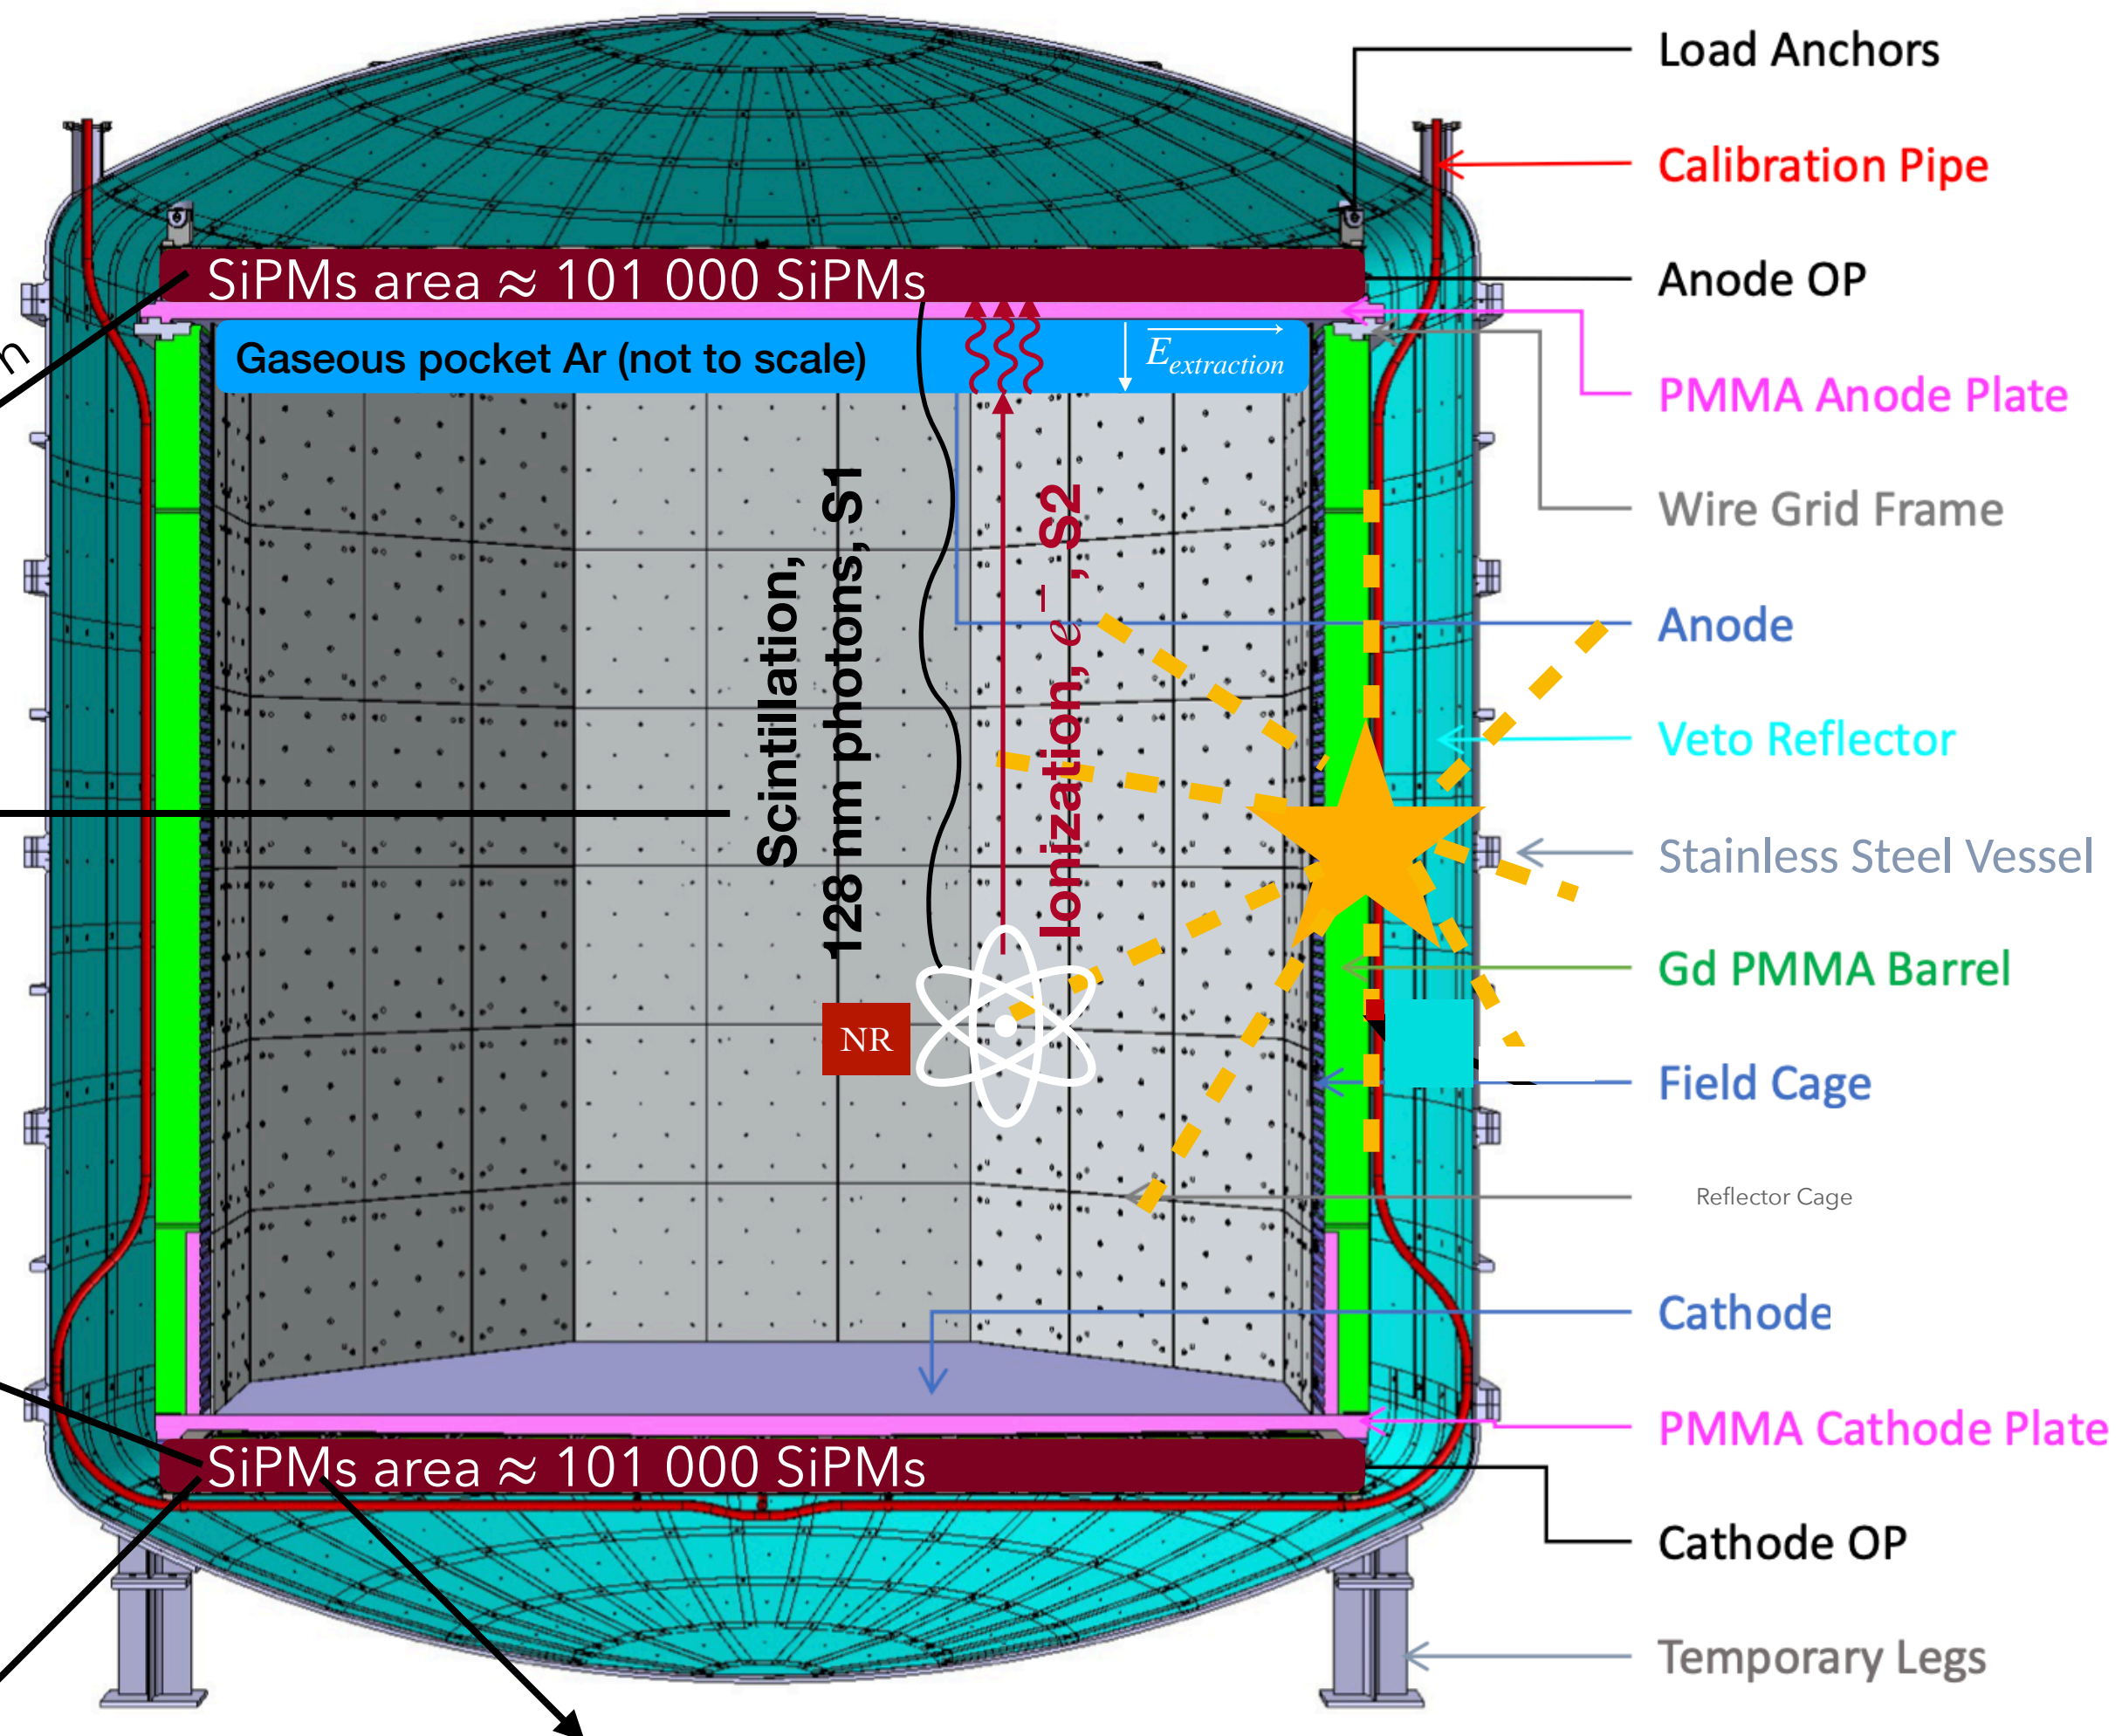 Load Anchors
Calibration Pipe
SiPMs area ≈ 101 000 SiPMs
Anode OP
n
Gaseous pocket Ar (not to scale)
E extraction
PMMA Anode Plate
Wire Grid Frame
Scintillation,
128 nm photons, S1
Ionization, e⁻, S2
Anode
Veto Reflector
Stainless Steel Vessel
Gd PMMA Barrel
NR
Field Cage
Reflector Cage
Cathode
PMMA Cathode Plate
SiPMs area ≈ 101 000 SiPMs
Cathode OP
Temporary Legs